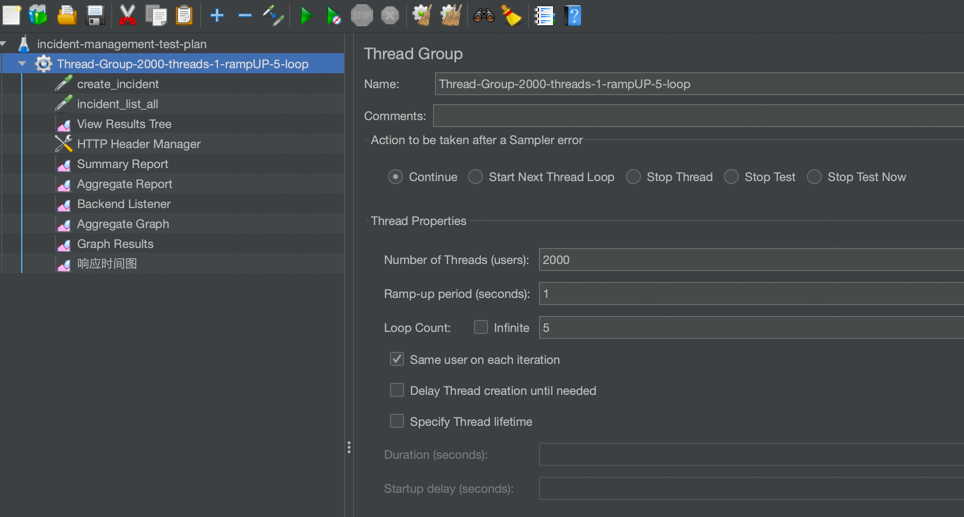 STOP
incident-management-test-plan
Thread-Group-2000-threads-1-rampUP-5-loop
create_incident
incident_list_all
View Results Tree
HTTP Header Manager
Summary Report
Aggregate Report
Backend Listener
Aggregate Graph
Graph Results
响应时间图
Thread Group
Name: Thread-Group-2000-threads-1-rampUP-5-loop
Comments:
Action to be taken after a Sampler error
Continue Start Next Thread Loop Stop Thread Stop Test Stop Test Now
Thread Properties
Number of Threads (users): 2000
Ramp-up period (seconds): 1
Loop Count: Infinite 5
Same user on each iteration
Delay Thread creation until needed
Specify Thread lifetime
Duration (seconds):
Startup delay (seconds):